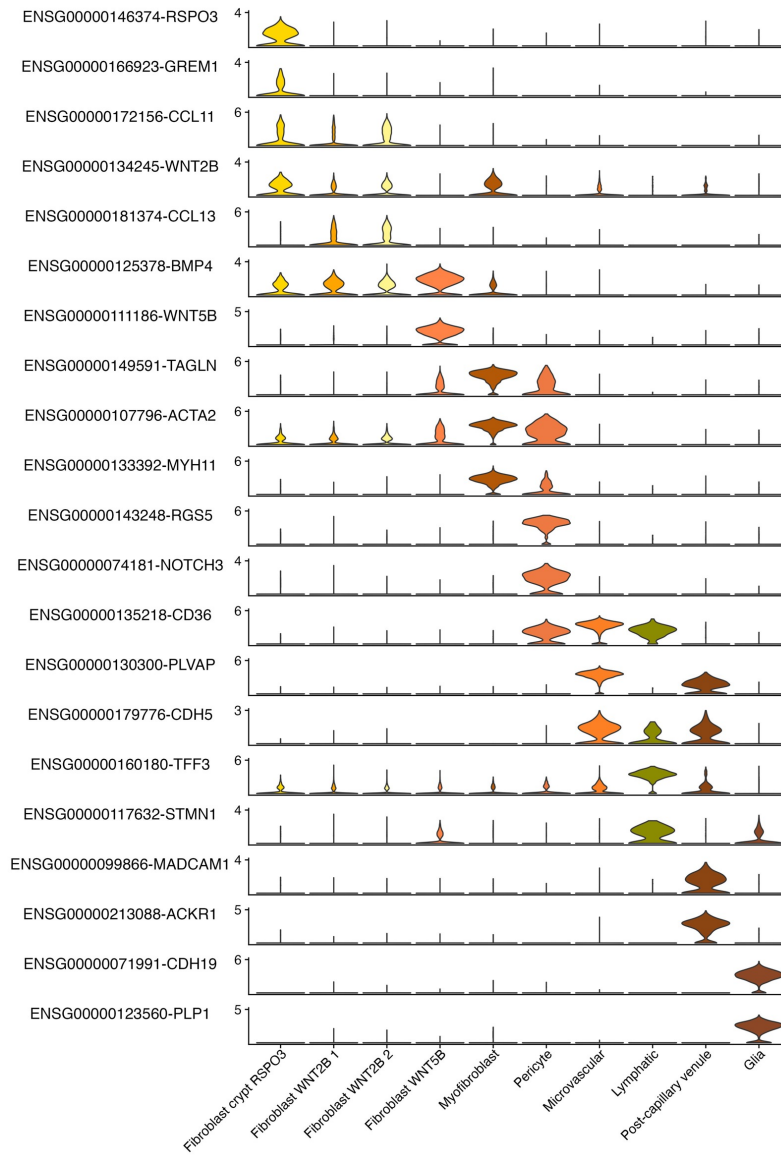 ENSG00000146374-RSPO3 4
ENSG00000166923-GREM1 4
ENSG00000172156-CCL11 6
ENSG00000134245-WNT2B 4
ENSG00000181374-CCL13 6
ENSG00000125378-BMP4 4
ENSG00000111186-WNT5B 5
ENSG00000149591-TAGLN 6
ENSG00000107796-ACTA2 6
ENSG00000133392-MYH11 6
ENSG00000143248-RGS5 6
ENSG00000074181-NOTCH3 4
ENSG00000135218-CD36 6
ENSG00000130300-PLVAP 6
ENSG00000179776-CDH5 3
ENSG00000160180-TFF3 6
ENSG00000117632-STMN1 4
ENSG00000099866-MADCAM1 4
ENSG00000213088-ACKR1 5
ENSG00000071991-CDH19 6
ENSG00000123560-PLP1 5
Fibroblast crypt RSPO3
Fibroblast WNT2B 1
Fibroblast WNT2B 2
Fibroblast WNT5B
Myofibroblast
Pericyte
Microvascular
Lymphatic
Post-capillary venule
Glia